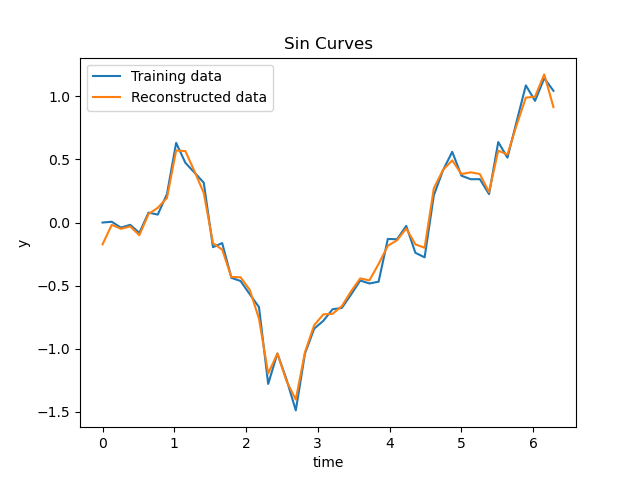 Sin Curves
Training data
Reconstructed data
1.0
0.5
0.0
−0.5
−1.0
−1.5
y
0 1 2 3 4 5 6
time